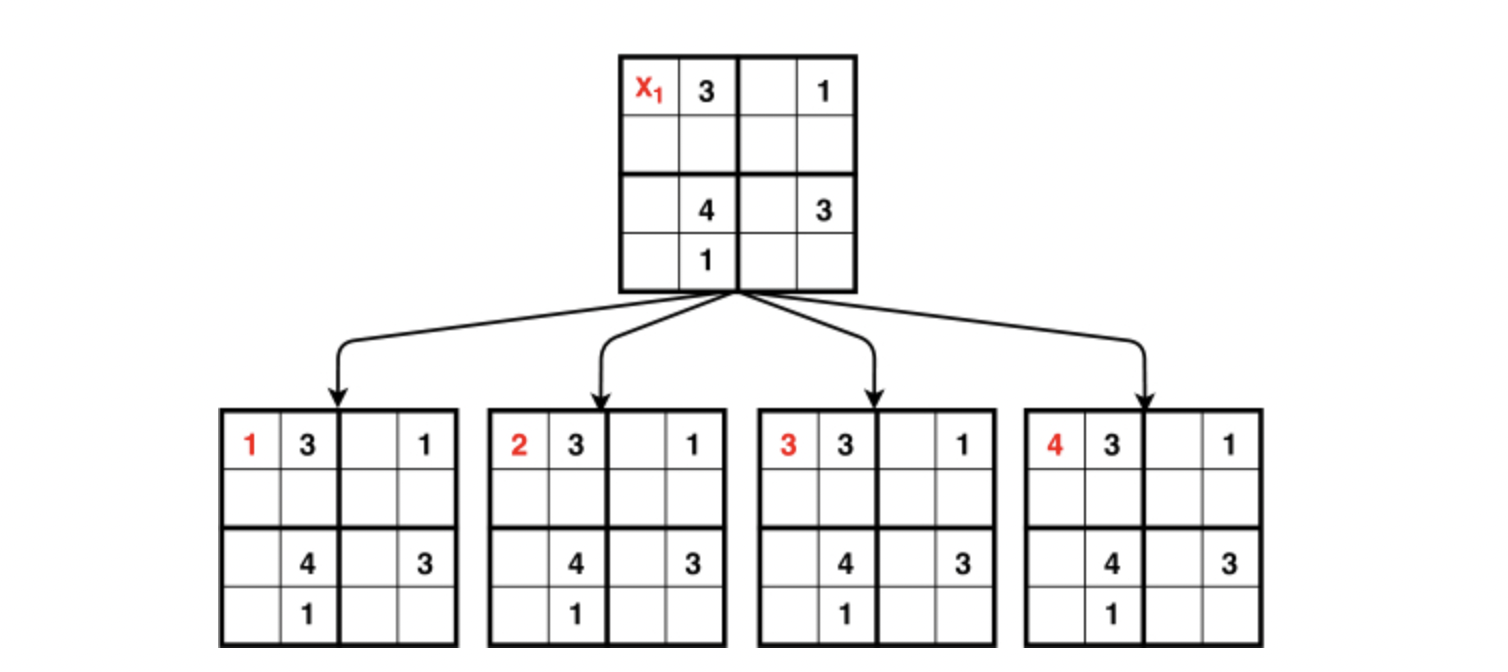 X₁ 3 1
4 3
1
1 3 1 2 3 1 3 3 1 4 3 1
4 3 4 3 4 3 4 3
1 1 1 1